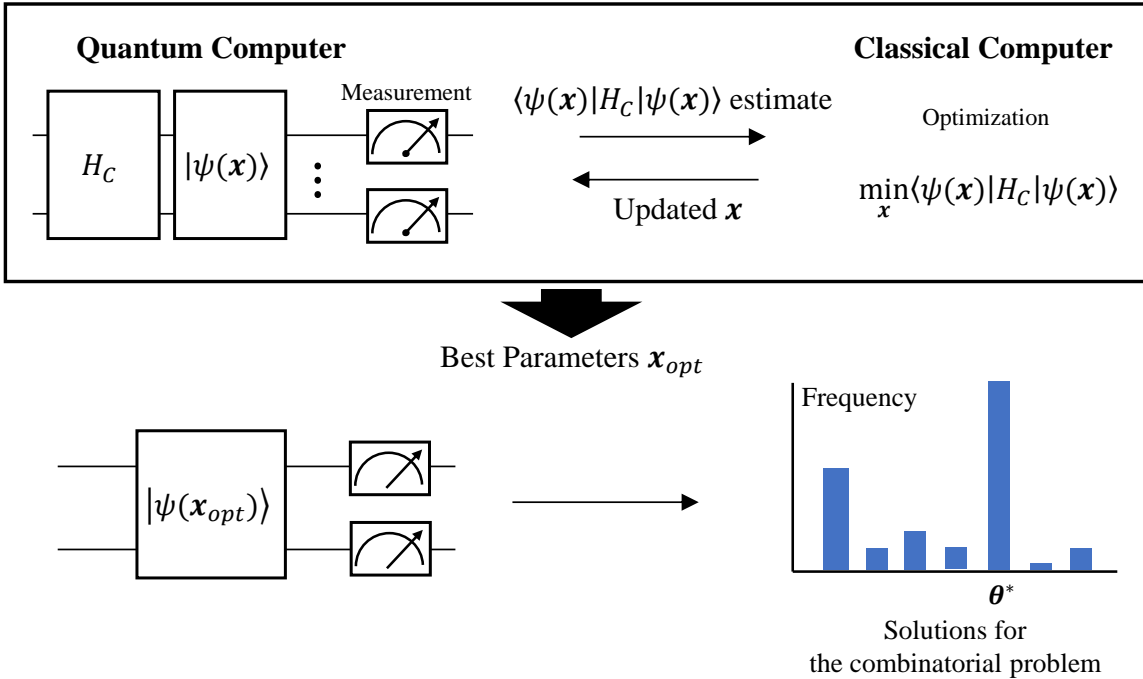 Quantum Computer
Classical Computer
Measurement
⟨ψ(𝒙)|H_C|ψ(𝒙)⟩ estimate
Optimization
H_C
|ψ(𝒙)⟩
Updated 𝒙
min_𝒙⟨ψ(𝒙)|H_C|ψ(𝒙)⟩
Best Parameters 𝒙_opt
Frequency
|ψ(𝒙_opt)⟩
𝜽*
Solutions for
the combinatorial problem